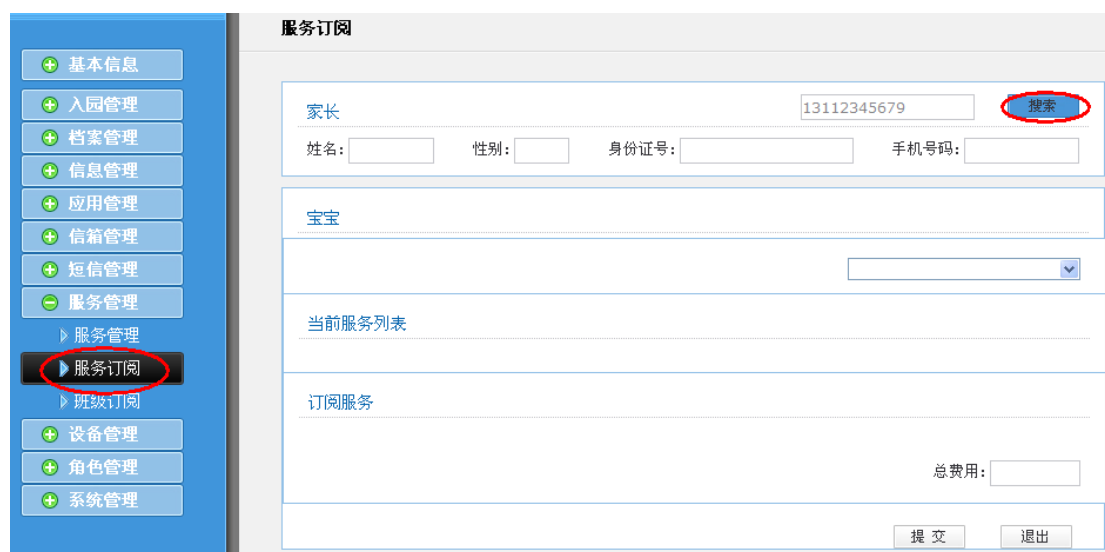 基本信息
入园管理
档案管理
信息管理
应用管理
信箱管理
短信管理
服务管理
服务管理
服务订阅
班级订阅
设备管理
角色管理
系统管理
服务订阅
家长 13112345679 搜索
姓名: 性别: 身份证号: 手机号码:
宝宝
当前服务列表
订阅服务
总费用:
提 交 退出